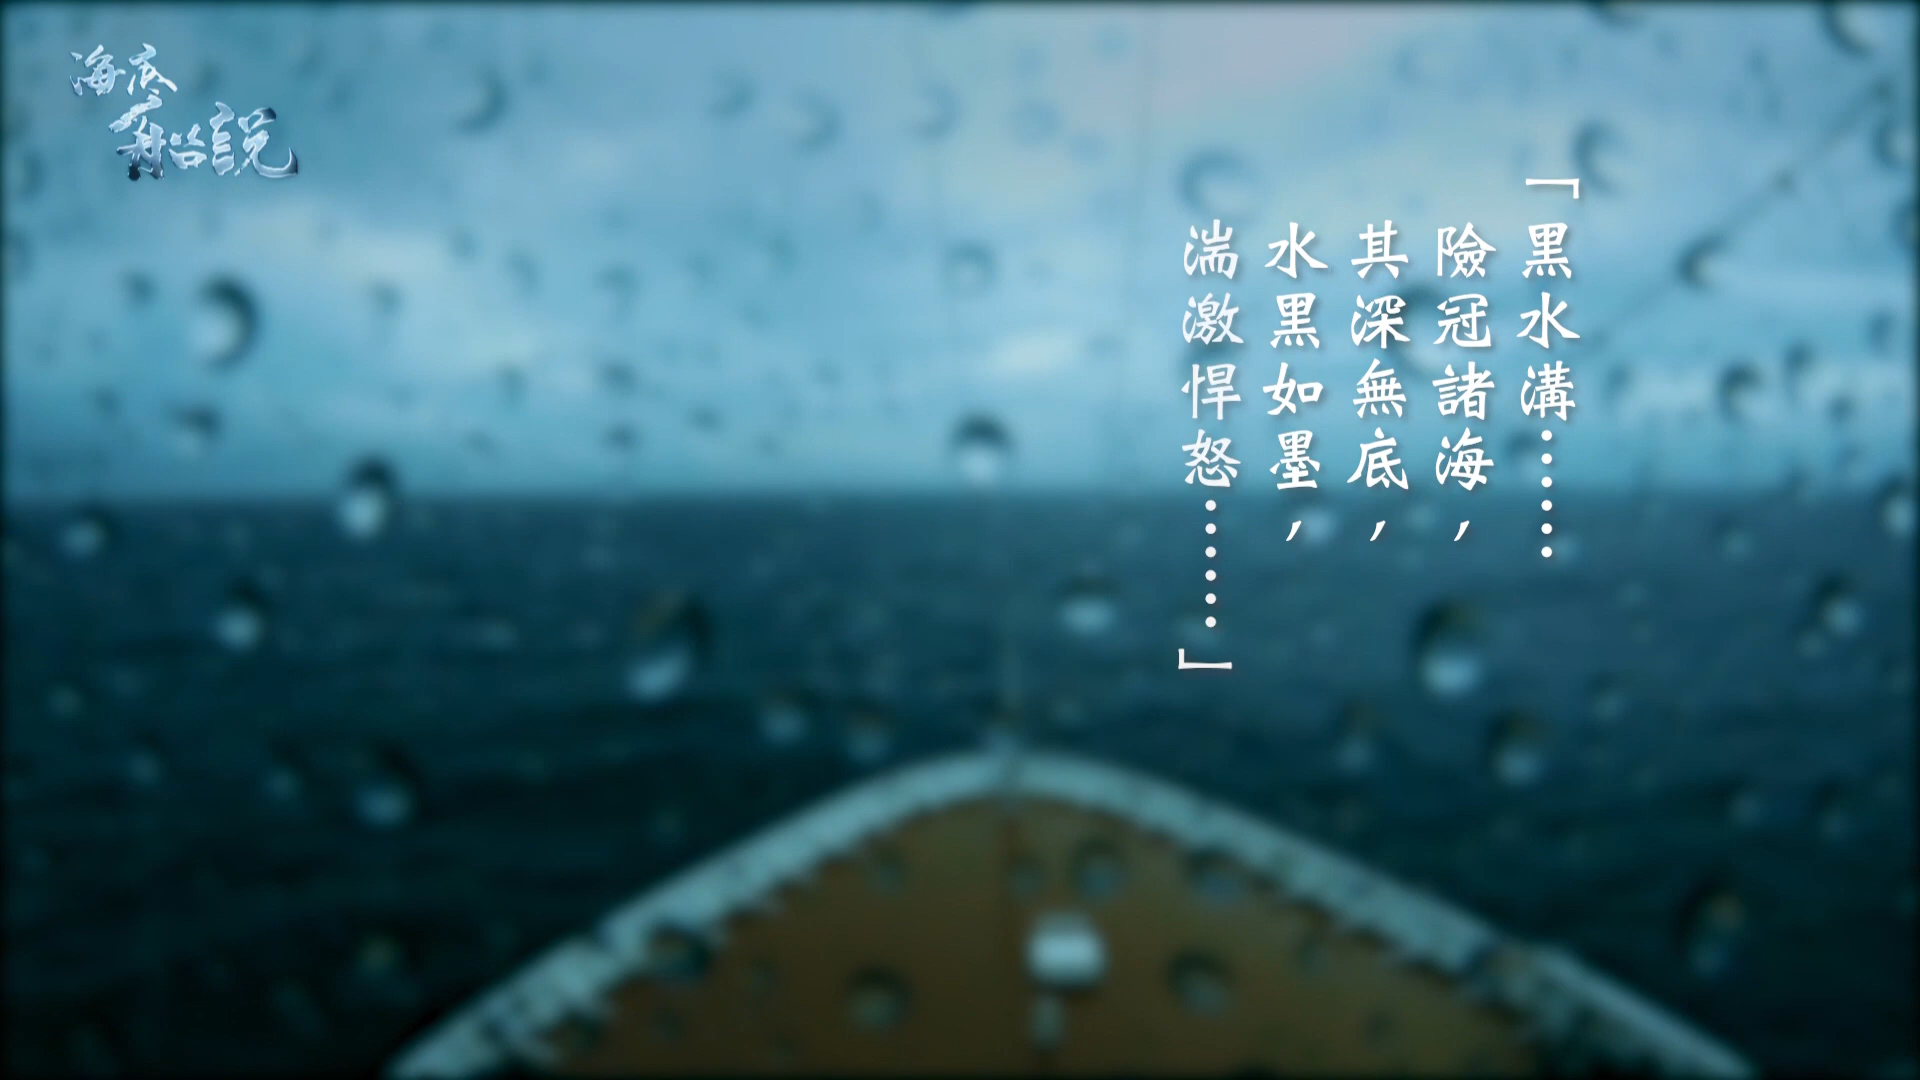 海底
船說
「黑水溝……
險冠諸海，
其深無底，
水黑如墨，
湍激悍怒……」